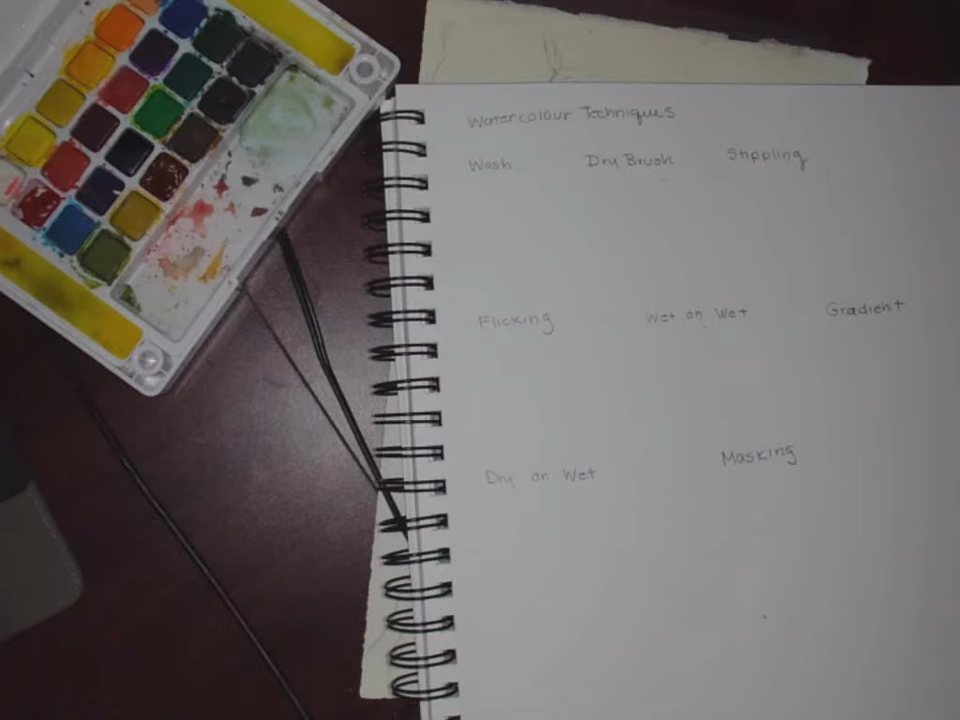 Watercolour Techniques
Wash Dry Brush Stippling
Flicking Wet on Wet Gradient
Dry on Wet Masking